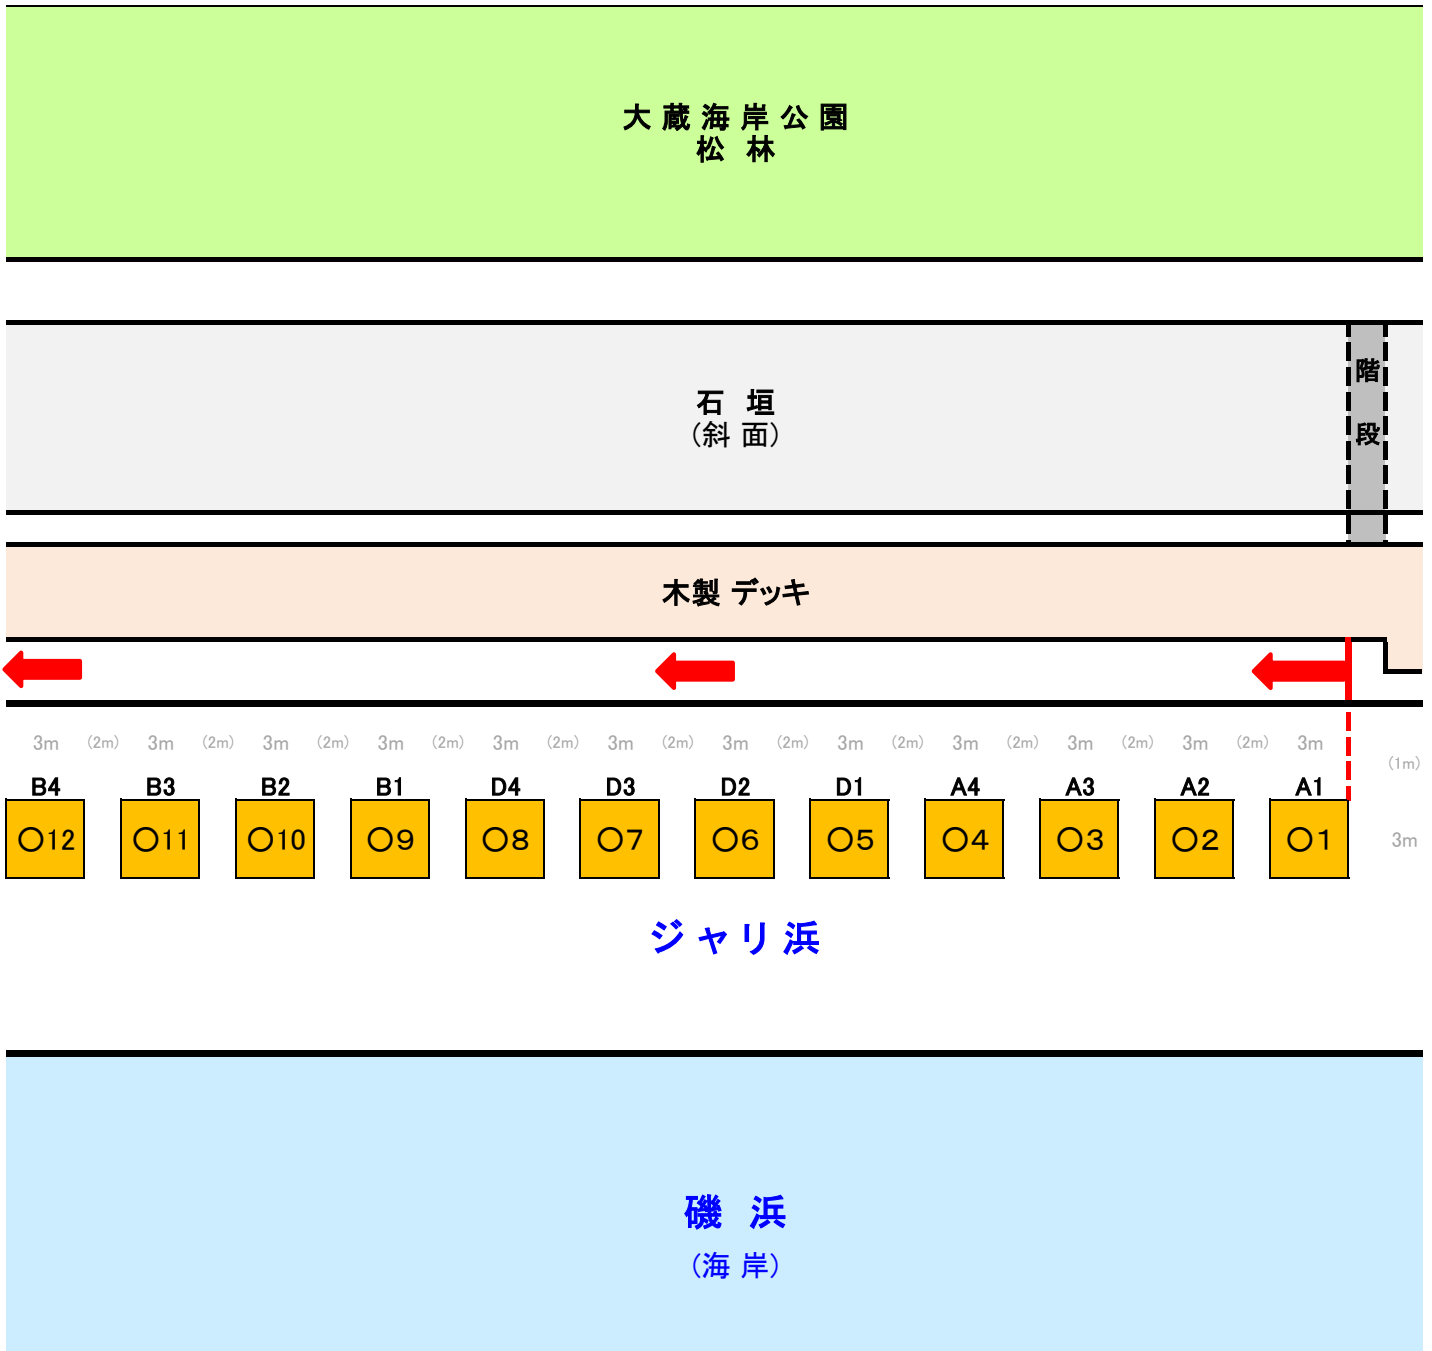 大 蔵 海 岸 公 園
松 林
石 垣
（斜 面）
階
段
木製 デッキ
3m （2m） 3m （2m） 3m （2m） 3m （2m） 3m （2m） 3m （2m） 3m （2m） 3m （2m） 3m （2m） 3m （2m） 3m （2m） 3m
（1m）
B4 B3 B2 B1 D4 D3 D2 D1 A4 A3 A2 A1
○12 ○11 ○10 ○9 ○8 ○7 ○6 ○5 ○4 ○3 ○2 ○1 3m
ジ ャ リ 浜
磯 浜
（海 岸）